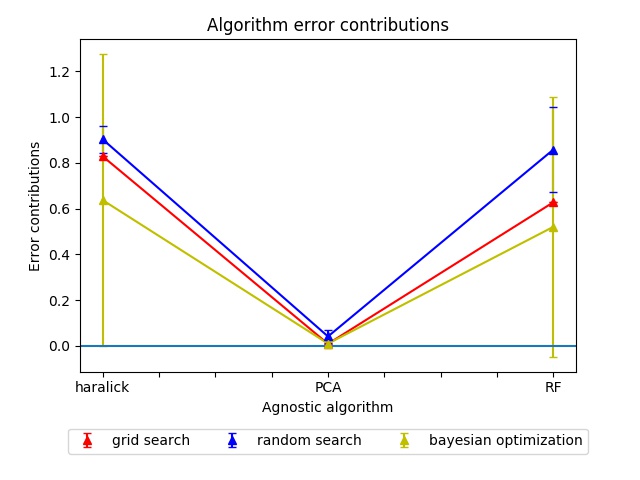 Algorithm error contributions
1.2
1.0
0.8
0.6
0.4
0.2
0.0
Error contributions
haralick PCA RF
Agnostic algorithm
grid search random search bayesian optimization